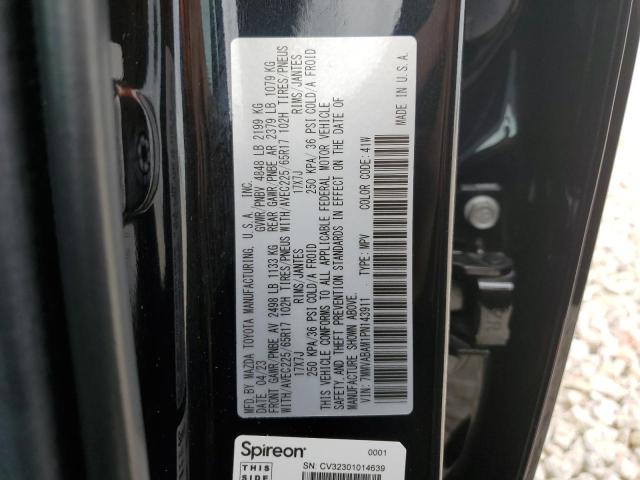 MFD. BY MAZDA TOYOTA MANUFACTURING, U.S.A. INC.
DATE 04/23 GVWR/PNBV 4848 LB 2199 KG
FRONT GAWR/PNBE AV 2498 LB 1133 KG REAR GAWR/PNBE AR 2379 LB 1079 KG
WITH/AVEC225/65R17 102H TIRES/PNEUS WITH/AVEC225/65R17 102H TIRES/PNEUS
17X7J RIMS/JANTES 17X7J RIMS/JANTES
250 KPA/36 PSI COLD/A FROID 250 KPA/36 PSI COLD/A FROID
THIS VEHICLE CONFORMS TO ALL APPLICABLE FEDERAL MOTOR VEHICLE
SAFETY, AND THEFT PREVENTION STANDARDS IN EFFECT ON THE DATE OF
MANUFACTURE SHOWN ABOVE.
VIN: 7MMVABAM1PN143911 TYPE: MPV COLOR CODE: 41W
MADE IN U.S.A.
Spireon 0001
THIS SN: CV32301014639
SIDE